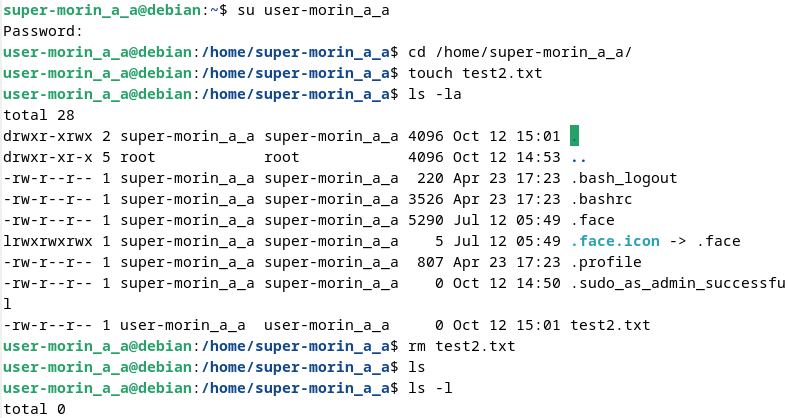 super-morin_a_a@debian:~$ su user-morin_a_a
Password:
user-morin_a_a@debian:/home/super-morin_a_a$ cd /home/super-morin_a_a/
user-morin_a_a@debian:/home/super-morin_a_a$ touch test2.txt
user-morin_a_a@debian:/home/super-morin_a_a$ ls -la
total 28
drwxr-xrwx 2 super-morin_a_a super-morin_a_a 4096 Oct 12 15:01 .
drwxr-xr-x 5 root            root            4096 Oct 12 14:53 ..
-rw-r--r-- 1 super-morin_a_a super-morin_a_a  220 Apr 23 17:23 .bash_logout
-rw-r--r-- 1 super-morin_a_a super-morin_a_a 3526 Apr 23 17:23 .bashrc
-rw-r--r-- 1 super-morin_a_a super-morin_a_a 5290 Jul 12 05:49 .face
lrwxrwxrwx 1 super-morin_a_a super-morin_a_a    5 Jul 12 05:49 .face.icon -> .face
-rw-r--r-- 1 super-morin_a_a super-morin_a_a  807 Apr 23 17:23 .profile
-rw-r--r-- 1 super-morin_a_a super-morin_a_a    0 Oct 12 14:50 .sudo_as_admin_successfu
l
-rw-r--r-- 1 user-morin_a_a  user-morin_a_a     0 Oct 12 15:01 test2.txt
user-morin_a_a@debian:/home/super-morin_a_a$ rm test2.txt
user-morin_a_a@debian:/home/super-morin_a_a$ ls
user-morin_a_a@debian:/home/super-morin_a_a$ ls -l
total 0